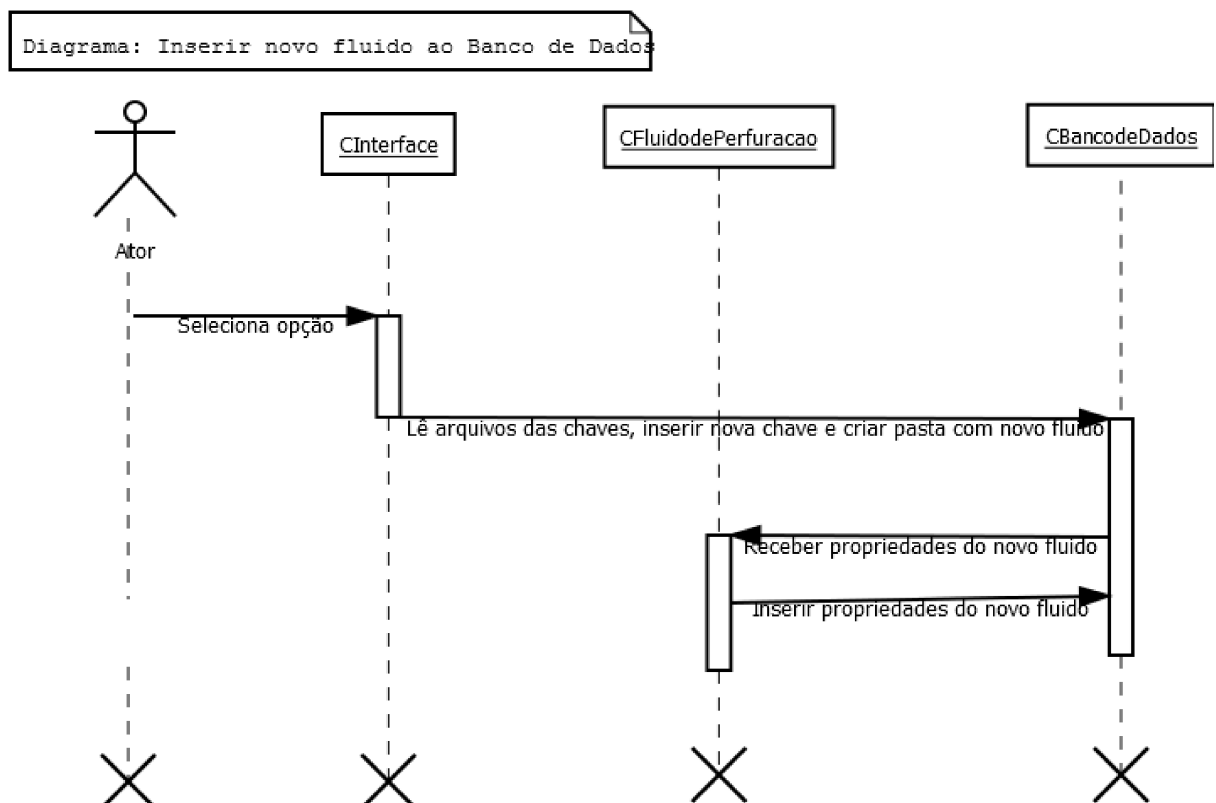 Diagrama: Inserir novo fluido ao Banco de Dados
CInterface
CFluidodePerfuracao
CBancodeDados
Ator
Seleciona opção
Lê arquivos das chaves, inserir nova chave e criar pasta com novo fluido
Receber propriedades do novo fluido
Inserir propriedades do novo fluido